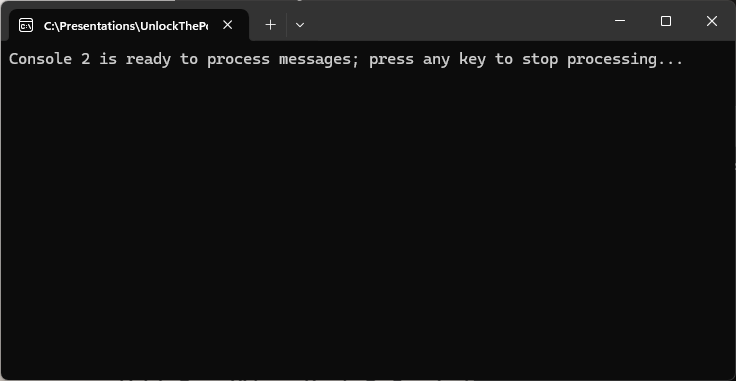 C:\Presentations\UnlockThePo
Console 2 is ready to process messages; press any key to stop processing...